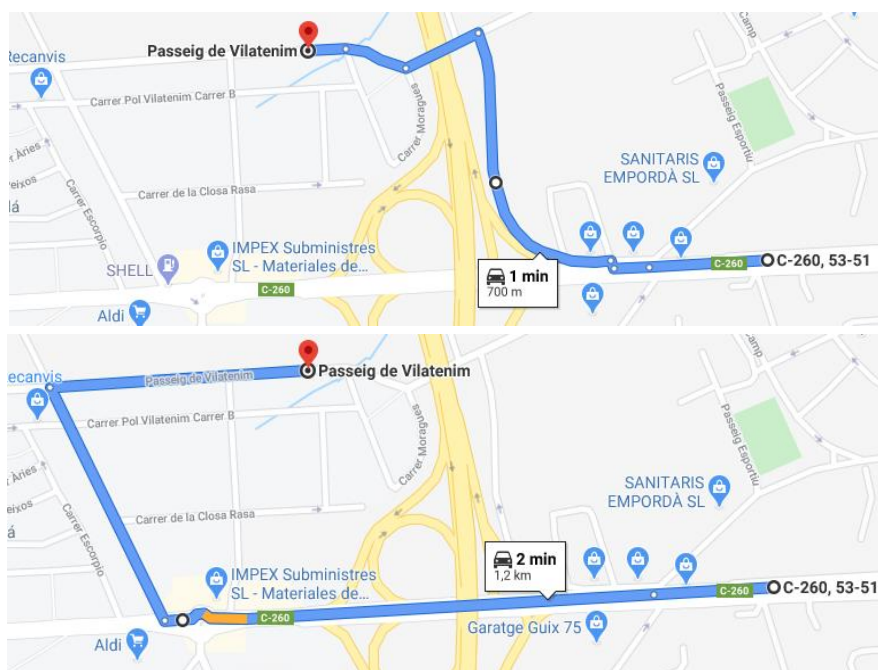 Passeig de Vilatenim
Recanvis
Camp
Carrer Pol Vilatenim Carrer B
Carrer Moragues
Passeig Esportiu
r Àries
Peixos
SANITARIS
EMPORDÀ SL
Carrer de la Closa Rasa
Carrer Escorpio
IMPEX Subministres
SL - Materiales de...
SHELL
1 min
700 m
C-260
C-260, 53-51
C-260
Aldi
Recanvis
Passeig de Vilatenim
Passeig de Vilatenim
Camp
Carrer Pol Vilatenim Carrer B
Carrer Moragues
Passeig Esportiu
r Àries
SANITARIS
EMPORDÀ SL
Carrer de la Closa Rasa
Carrer Escorpio
2 min
1,2 km
IMPEX Subministres
SL - Materiales de...
C-260
C-260, 53-51
C-260
Garatge Guix 75
Aldi